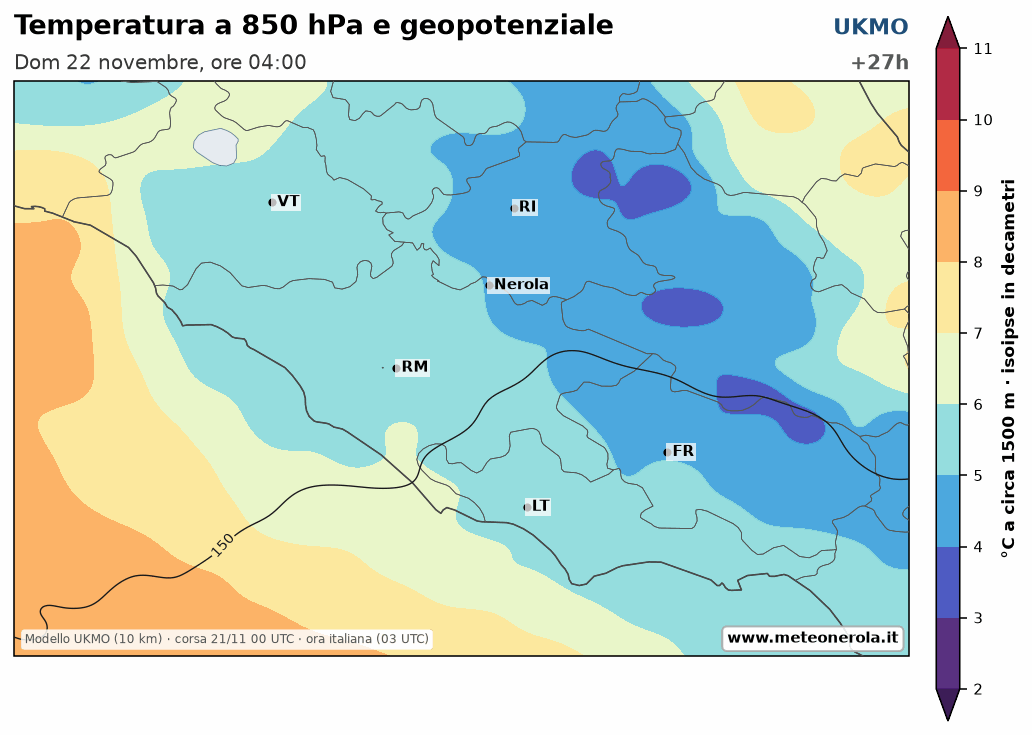 Temperatura a 850 hPa e geopotenziale
UKMO
Dom 22 novembre, ore 04:00
+27h
VT
RI
Nerola
RM
FR
LT
150
Modello UKMO (10 km) · corsa 21/11 00 UTC · ora italiana (03 UTC)
www.meteonerola.it
11
10
9
8
7
6
5
4
3
2
°C a circa 1500 m · isoipse in decametri